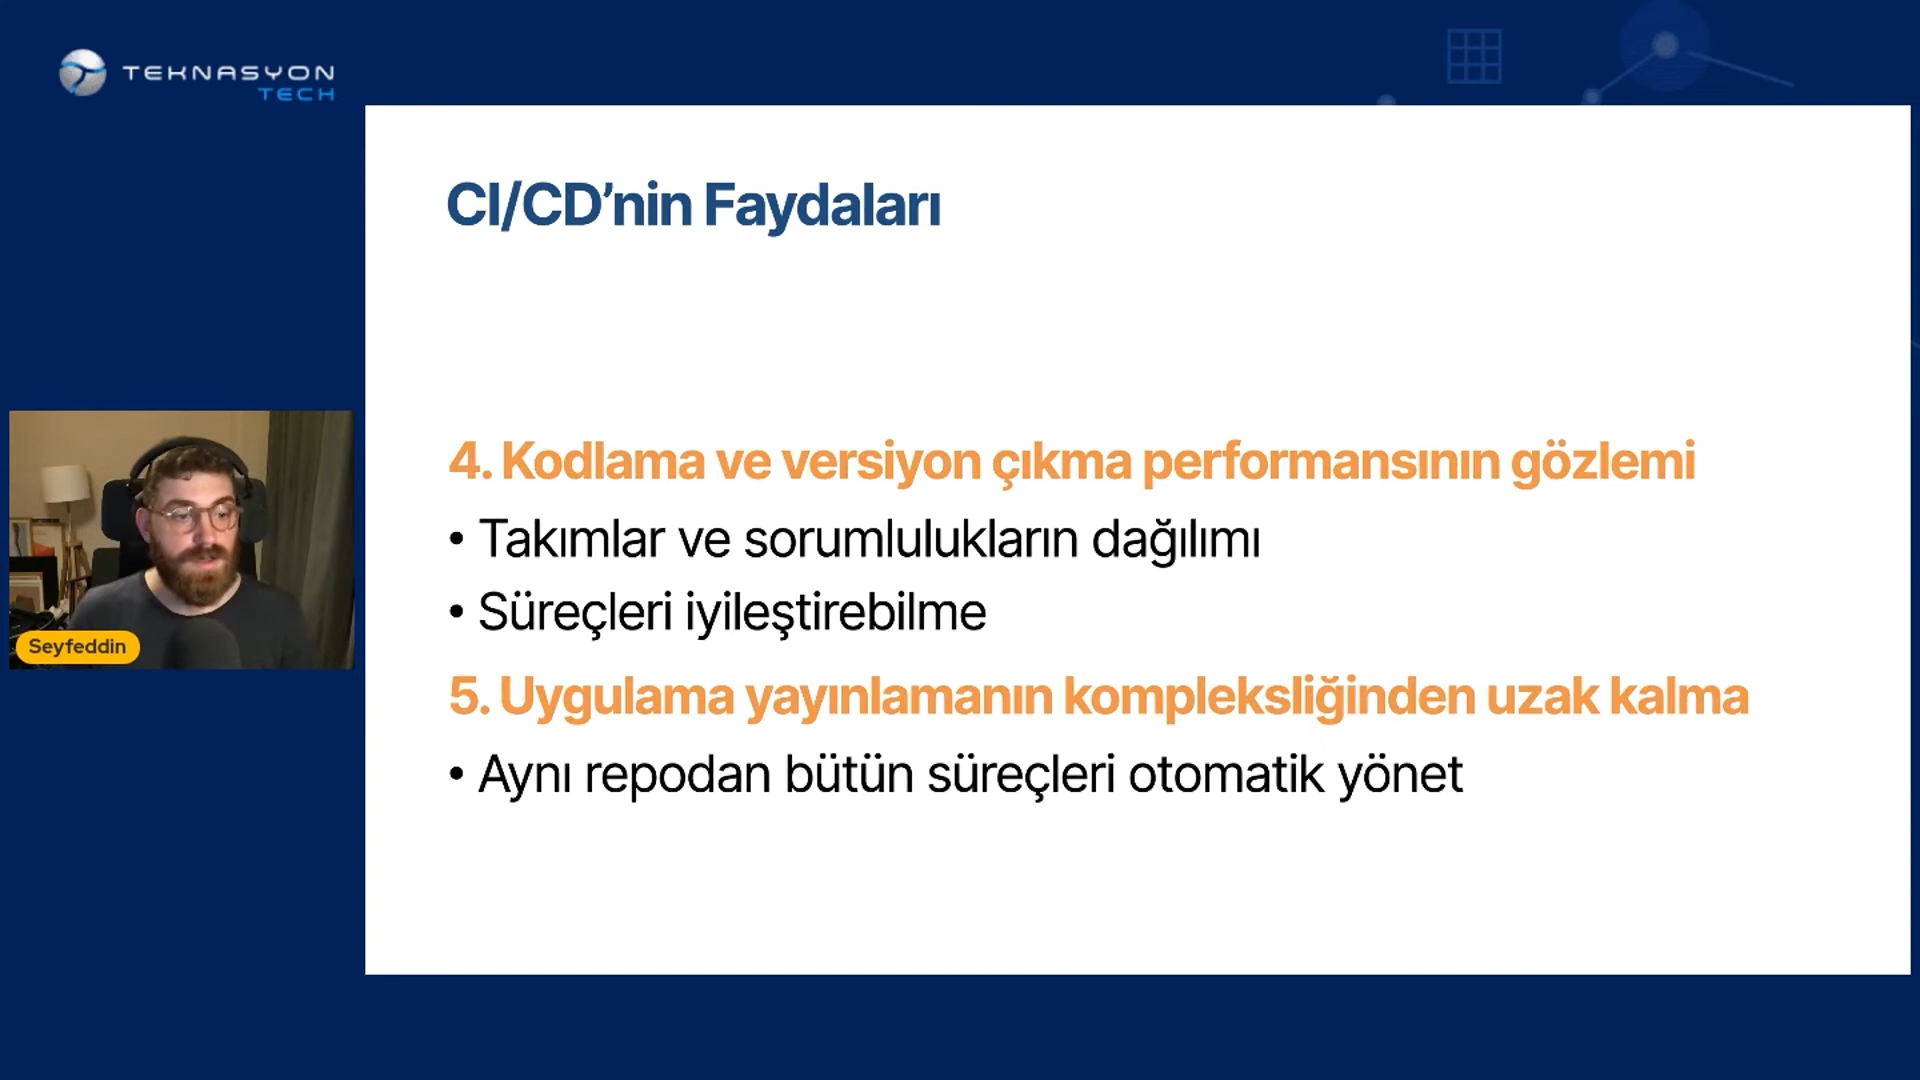 TEKNASYON
TECH
CI/CD’nin Faydaları
4. Kodlama ve versiyon çıkma performansının gözlemi
• Takımlar ve sorumlulukların dağılımı
• Süreçleri iyileştirebilme
Seyfeddin
5. Uygulama yayınlamanın kompleksliğinden uzak kalma
• Aynı repodan bütün süreçleri otomatik yönet